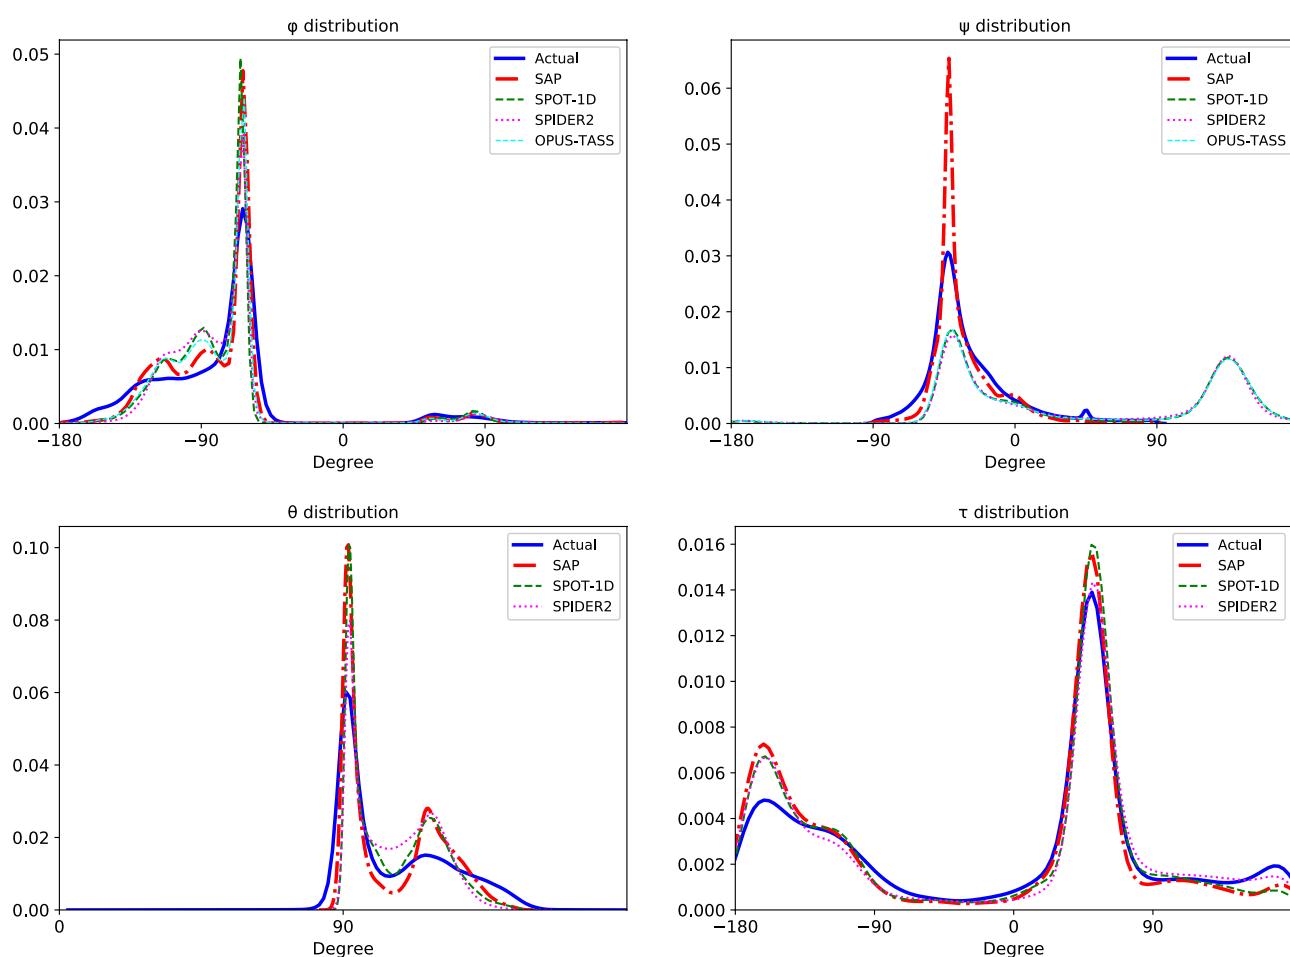 φ distribution
0.05
0.04
0.03
0.02
0.01
0.00
−180
−90
0
90
Degree
Actual
SAP
SPOT-1D
SPIDER2
OPUS-TASS
ψ distribution
0.06
0.05
0.04
0.03
0.02
0.01
0.00
−180
−90
0
90
Degree
Actual
SAP
SPOT-1D
SPIDER2
OPUS-TASS
θ distribution
0.10
0.08
0.06
0.04
0.02
0.00
0
90
Degree
Actual
SAP
SPOT-1D
SPIDER2
τ distribution
0.016
0.014
0.012
0.010
0.008
0.006
0.004
0.002
0.000
−180
−90
0
90
Degree
Actual
SAP
SPOT-1D
SPIDER2